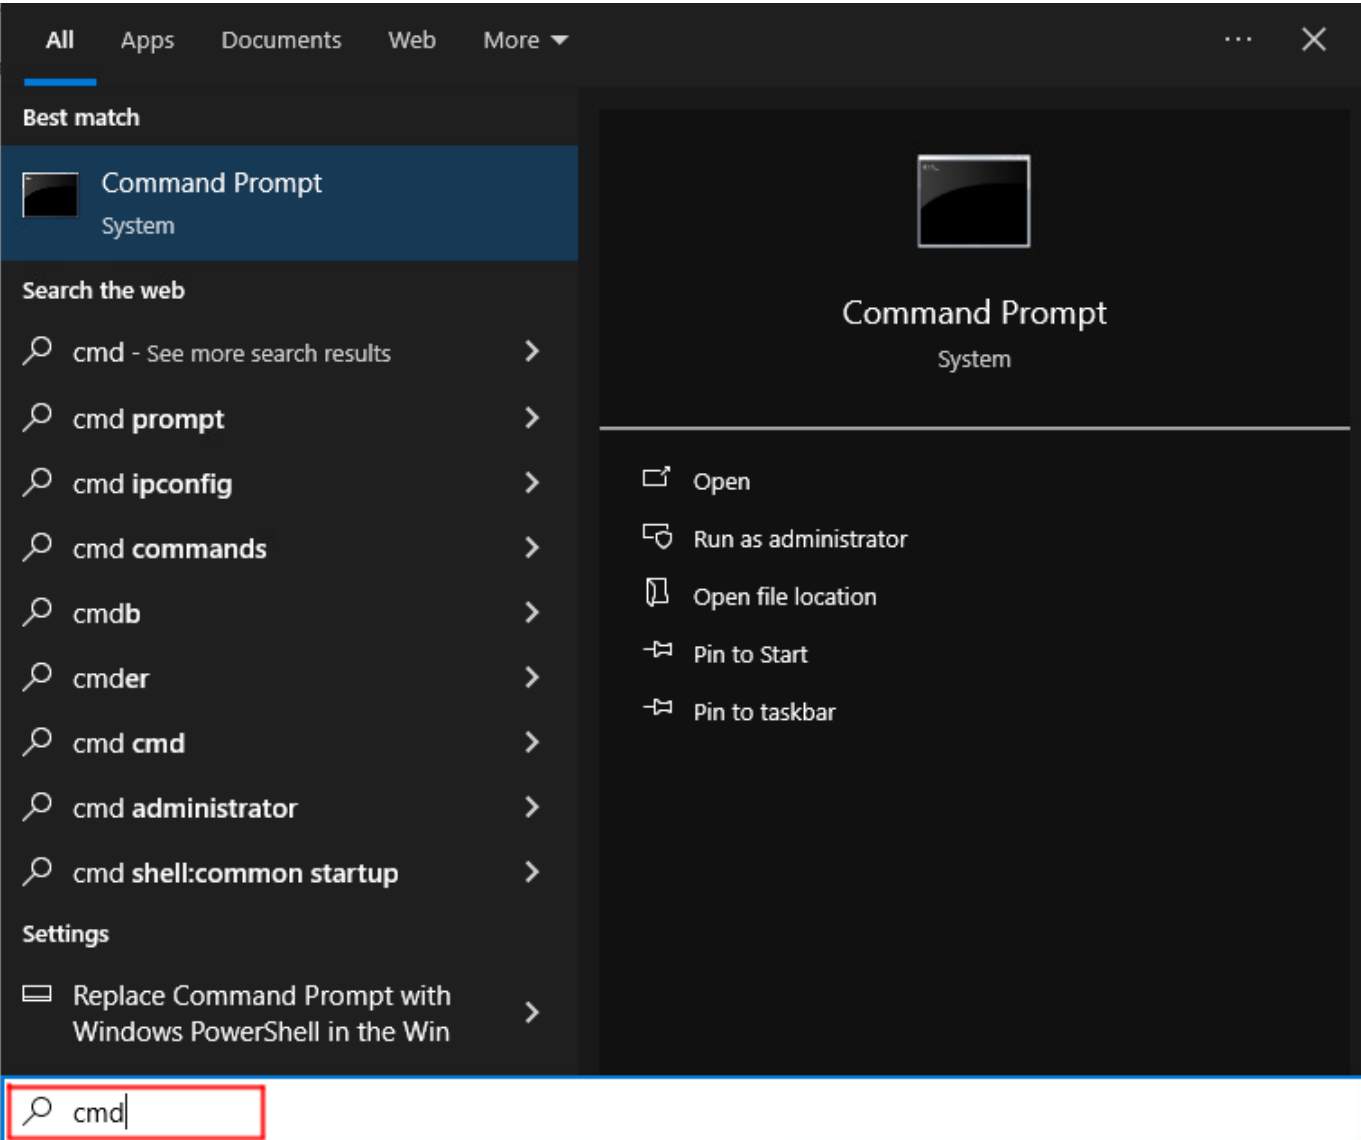 All Apps Documents Web More
Best match
Command Prompt
System
Search the web
cmd - See more search results
cmd prompt
cmd ipconfig
cmd commands
cmdb
cmder
cmd cmd
cmd administrator
cmd shell:common startup
Settings
Replace Command Prompt with
Windows PowerShell in the Win
cmd
Command Prompt
System
Open
Run as administrator
Open file location
Pin to Start
Pin to taskbar